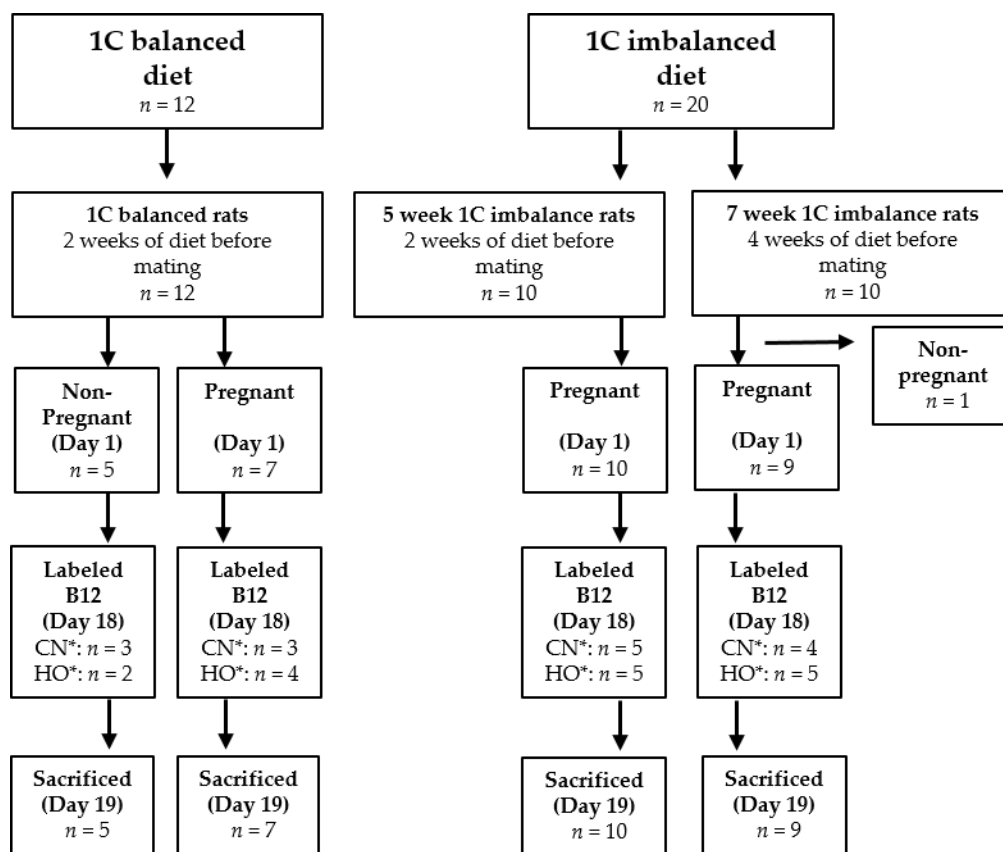 1C balanced
diet
n = 12
1C imbalanced
diet
n = 20
1C balanced rats
2 weeks of diet before
mating
n = 12
5 week 1C imbalance rats
2 weeks of diet before
mating
n = 10
7 week 1C imbalance rats
4 weeks of diet before
mating
n = 10
Non-
Pregnant
(Day 1)
n = 5
Pregnant
(Day 1)
n = 7
Pregnant
(Day 1)
n = 10
Pregnant
(Day 1)
n = 9
Non-
pregnant
n = 1
Labeled
B12
(Day 18)
CN*: n = 3
HO*: n = 2
Labeled
B12
(Day 18)
CN*: n = 3
HO*: n = 4
Labeled
B12
(Day 18)
CN*: n = 5
HO*: n = 5
Labeled
B12
(Day 18)
CN*: n = 4
HO*: n = 5
Sacrificed
(Day 19)
n = 5
Sacrificed
(Day 19)
n = 7
Sacrificed
(Day 19)
n = 10
Sacrificed
(Day 19)
n = 9